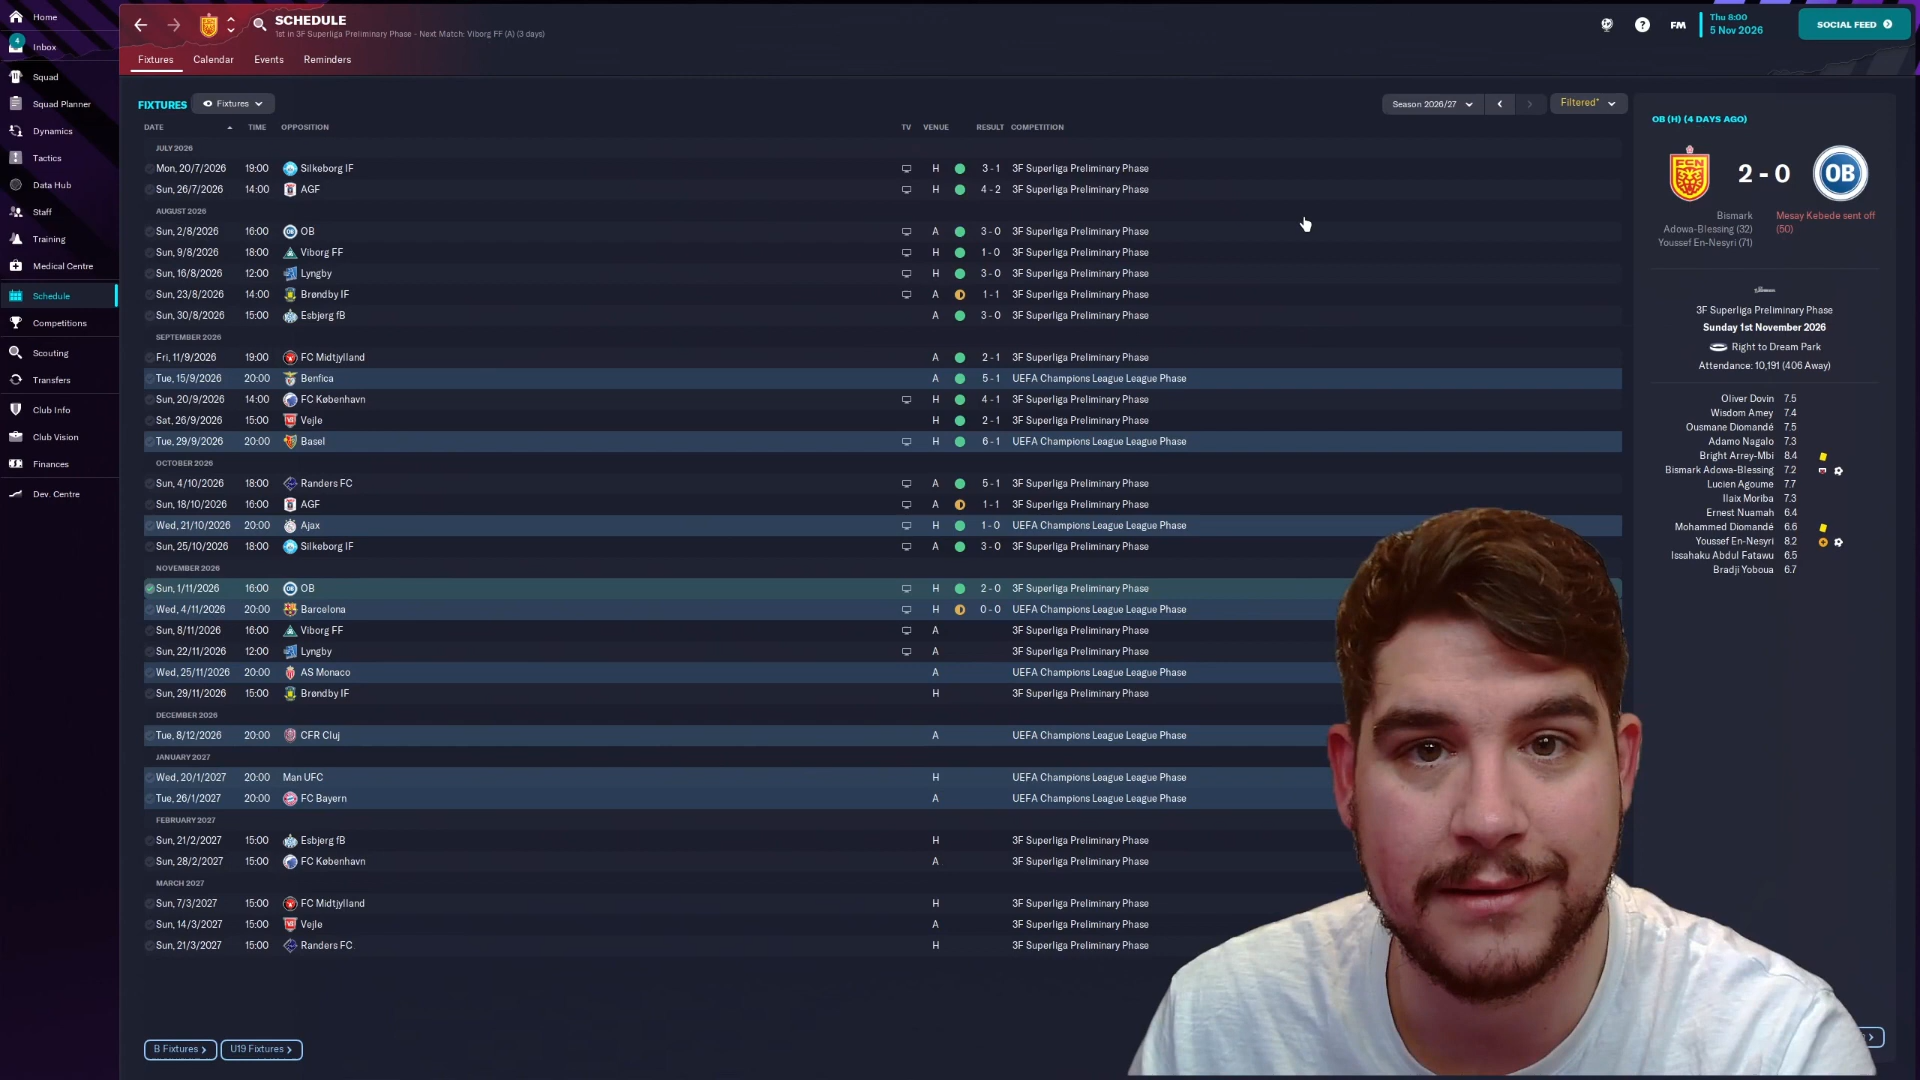 Home
4
Inbox
Squad
Squad Planner
Dynamics
Tactics
Data Hub
Staff
Training
Medical Centre
Schedule
Competitions
Scouting
Transfers
Club Info
Club Vision
Finances
Dev. Centre
SCHEDULE
1st in 3F Superliga Preliminary Phase - Next Match: Viborg FF (A) (3 days)
? FM Thu 8:00
5 Nov 2026
SOCIAL FEED
Fixtures Calendar Events Reminders
FIXTURES Fixtures Season 2026/27 Filtered*
DATE TIME OPPOSITION TV VENUE RESULT COMPETITION
JULY 2026
Mon, 20/7/2026 19:00 Silkeborg IF H 3 - 1 3F Superliga Preliminary Phase
Sun, 26/7/2026 14:00 AGF H 4 - 2 3F Superliga Preliminary Phase
AUGUST 2026
Sun, 2/8/2026 16:00 OB A 3 - 0 3F Superliga Preliminary Phase
Sun, 9/8/2026 18:00 Viborg FF H 1 - 0 3F Superliga Preliminary Phase
Sun, 16/8/2026 12:00 Lyngby H 3 - 0 3F Superliga Preliminary Phase
Sun, 23/8/2026 14:00 Brøndby IF A 1 - 1 3F Superliga Preliminary Phase
Sun, 30/8/2026 15:00 Esbjerg fB A 3 - 0 3F Superliga Preliminary Phase
SEPTEMBER 2026
Fri, 11/9/2026 19:00 FC Midtjylland A 2 - 1 3F Superliga Preliminary Phase
Tue, 15/9/2026 20:00 Benfica A 5 - 1 UEFA Champions League League Phase
Sun, 20/9/2026 14:00 FC København H 4 - 1 3F Superliga Preliminary Phase
Sat, 26/9/2026 15:00 Vejle H 2 - 1 3F Superliga Preliminary Phase
Tue, 29/9/2026 20:00 Basel H 6 - 1 UEFA Champions League League Phase
OCTOBER 2026
Sun, 4/10/2026 18:00 Randers FC A 5 - 1 3F Superliga Preliminary Phase
Sun, 18/10/2026 16:00 AGF A 1 - 1 3F Superliga Preliminary Phase
Wed, 21/10/2026 20:00 Ajax H 1 - 0 UEFA Champions League League Phase
Sun, 25/10/2026 18:00 Silkeborg IF A 3 - 0 3F Superliga Preliminary Phase
NOVEMBER 2026
Sun, 1/11/2026 16:00 OB H 2 - 0 3F Superliga Preliminary Phase
Wed, 4/11/2026 20:00 Barcelona H 0 - 0 UEFA Champions League League Phase
Sun, 8/11/2026 16:00 Viborg FF A 3F Superliga Preliminary Phase
Sun, 22/11/2026 12:00 Lyngby A 3F Superliga Preliminary Phase
Wed, 25/11/2026 20:00 AS Monaco A UEFA Champions League League Phase
Sun, 29/11/2026 15:00 Brøndby IF H 3F Superliga Preliminary Phase
DECEMBER 2026
Tue, 8/12/2026 20:00 CFR Cluj A UEFA Champions League League Phase
JANUARY 2027
Wed, 20/1/2027 20:00 Man UFC H UEFA Champions League League Phase
Tue, 26/1/2027 20:00 FC Bayern A UEFA Champions League League Phase
FEBRUARY 2027
Sun, 21/2/2027 15:00 Esbjerg fB H 3F Superliga Preliminary Phase
Sun, 28/2/2027 15:00 FC København A 3F Superliga Preliminary Phase
MARCH 2027
Sun, 7/3/2027 15:00 FC Midtjylland H 3F Superliga Preliminary Phase
Sun, 14/3/2027 15:00 Vejle A 3F Superliga Preliminary Phase
Sun, 21/3/2027 15:00 Randers FC H 3F Superliga Preliminary Phase
B Fixtures U19 Fixtures
OB (H) (4 DAYS AGO)
FCN 2 - 0 OB
Bismark Adowa-Blessing (32)
Youssef En-Nesyri (71)
Mesay Kebede sent off (50)
3F Superliga Preliminary Phase
Sunday 1st November 2026
Right to Dream Park
Attendance: 10,191 (406 Away)
Oliver Dovin 7.5
Wisdom Amey 7.4
Ousmane Diomandé 7.5
Adamo Nagalo 7.3
Bright Arrey-Mbi 8.4
Bismark Adowa-Blessing 7.2
Lucien Agoume 7.7
Ilaix Moriba 7.3
Ernest Nuamah 6.4
Mohammed Diomandé 6.6
Youssef En-Nesyri 8.2
Issahaku Abdul Fatawu 6.5
Bradji Yoboua 6.7